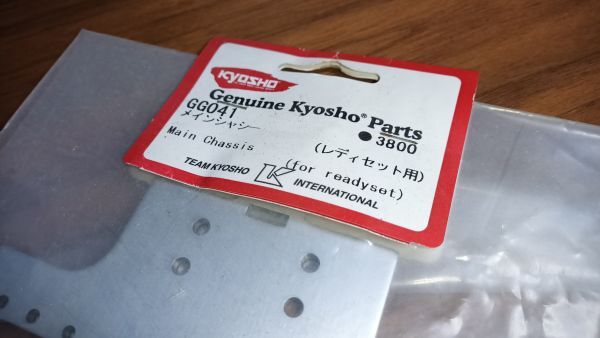 KYOSHO
Genuine Kyosho® Parts
GG041
メインシャシー
●3800
Main Chassis
(レディセット用)
(for readyset)
TEAM KYOSHO K INTERNATIONAL